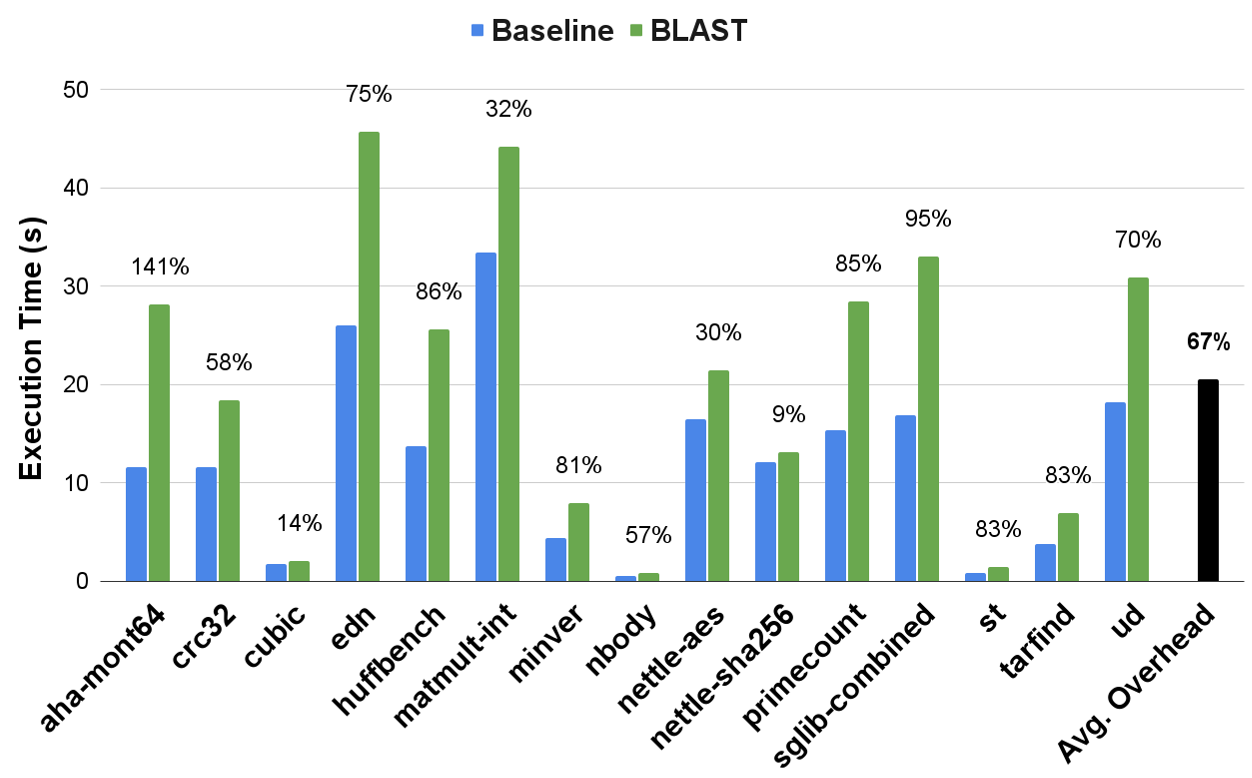 Baseline BLAST
Execution Time (s)
50
40
30
20
10
0
141%
58%
14%
75%
86%
32%
81%
57%
30%
9%
85%
95%
83%
83%
70%
67%
aha-mont64
crc32
cubic
edn
huffbench
matmult-int
minver
nbody
nettle-aes
nettle-sha256
primecount
sglib-combined
st
tarfind
ud
Avg. Overhead